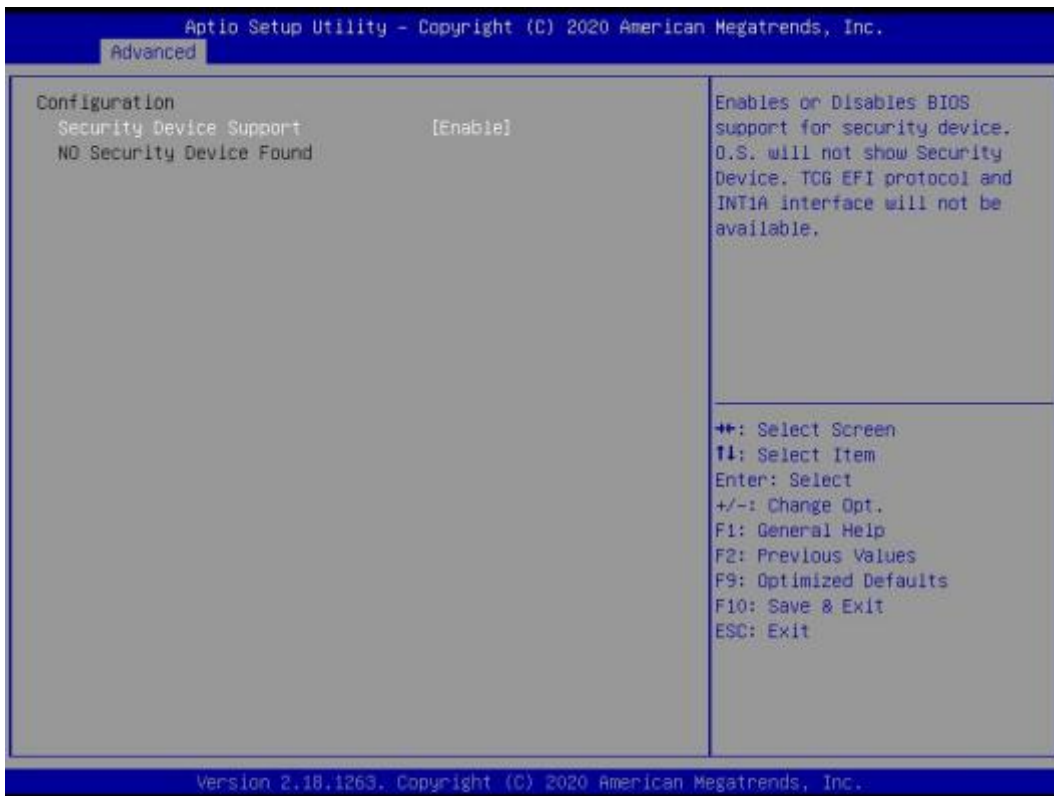 Aptio Setup Utility – Copyright (C) 2020 American Megatrends, Inc.
Advanced
Configuration
Security Device Support [Enable]
NO Security Device Found
Enables or Disables BIOS
support for security device.
O.S. will not show Security
Device. TCG EFI protocol and
INT1A interface will not be
available.
→←: Select Screen
↑↓: Select Item
Enter: Select
+/-: Change Opt.
F1: General Help
F2: Previous Values
F9: Optimized Defaults
F10: Save & Exit
ESC: Exit
Version 2.18.1263. Copyright (C) 2020 American Megatrends, Inc.